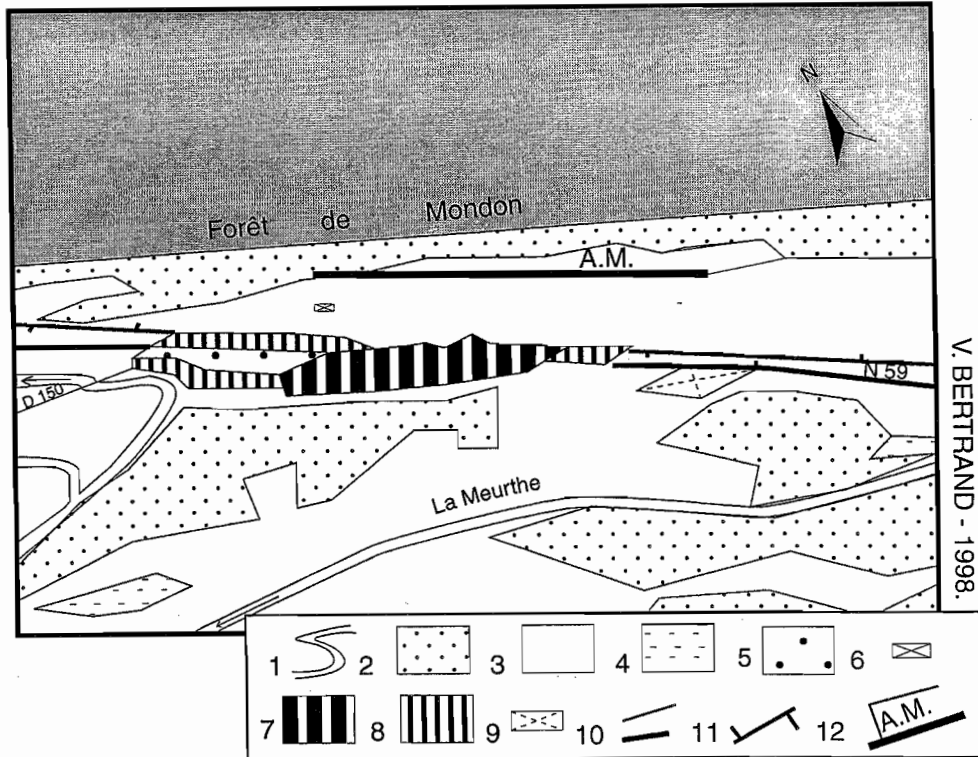 N
Forêt de Mondon
A.M.
D 150
N 59
La Meurthe
V. BERTRAND - 1998.
1 2 3 4 5 6
7 8 9 10 11 12 A.M.